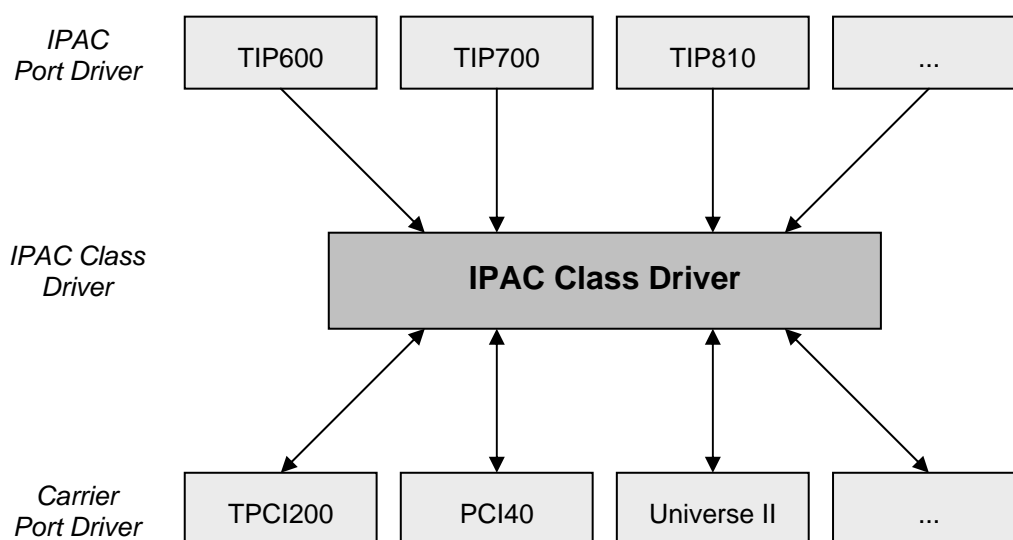 IPAC
Port Driver
TIP600
TIP700
TIP810
...
IPAC Class
Driver
IPAC Class Driver
Carrier
Port Driver
TPCI200
PCI40
Universe II
...